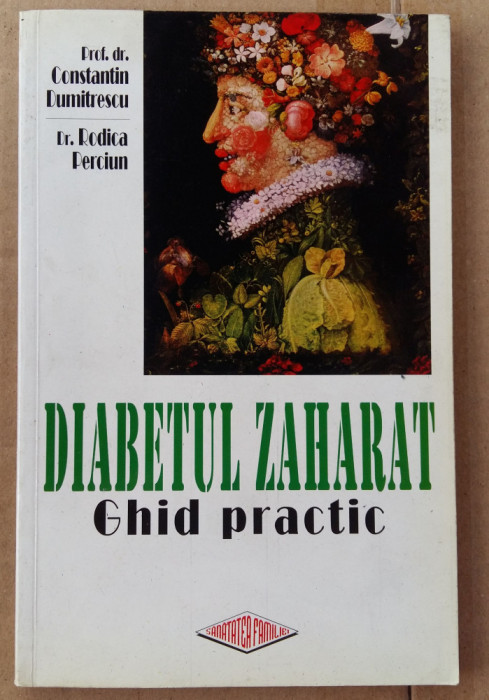 Prof. dr.
Constantin
Dumitrescu
Dr. Rodica
Perciun
DIABETUL ZAHARAT
Ghid practic
SANATATEA FAMILIEI